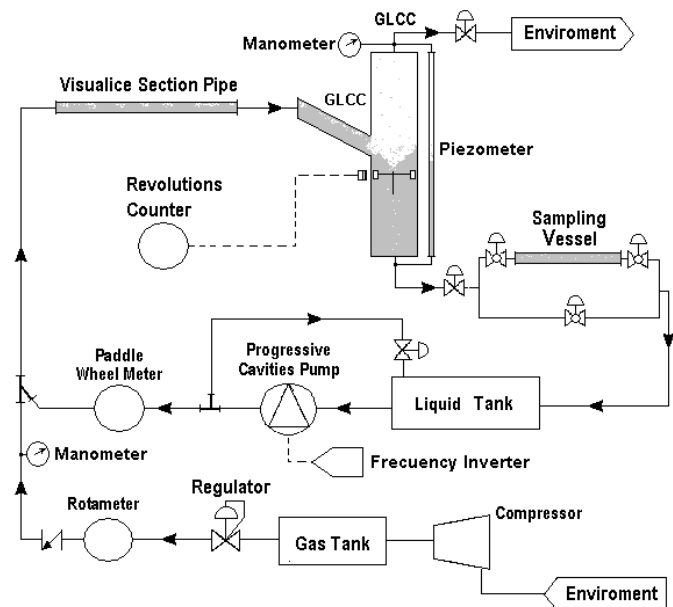 GLCC
Manometer
Enviroment
Visualice Section Pipe
GLCC
Piezometer
Revolutions
Counter
Sampling
Vessel
Paddle
Wheel Meter
Progressive
Cavities Pump
Liquid Tank
Manometer
Frecuency Inverter
Regulator
Rotameter
Compressor
Gas Tank
Enviroment